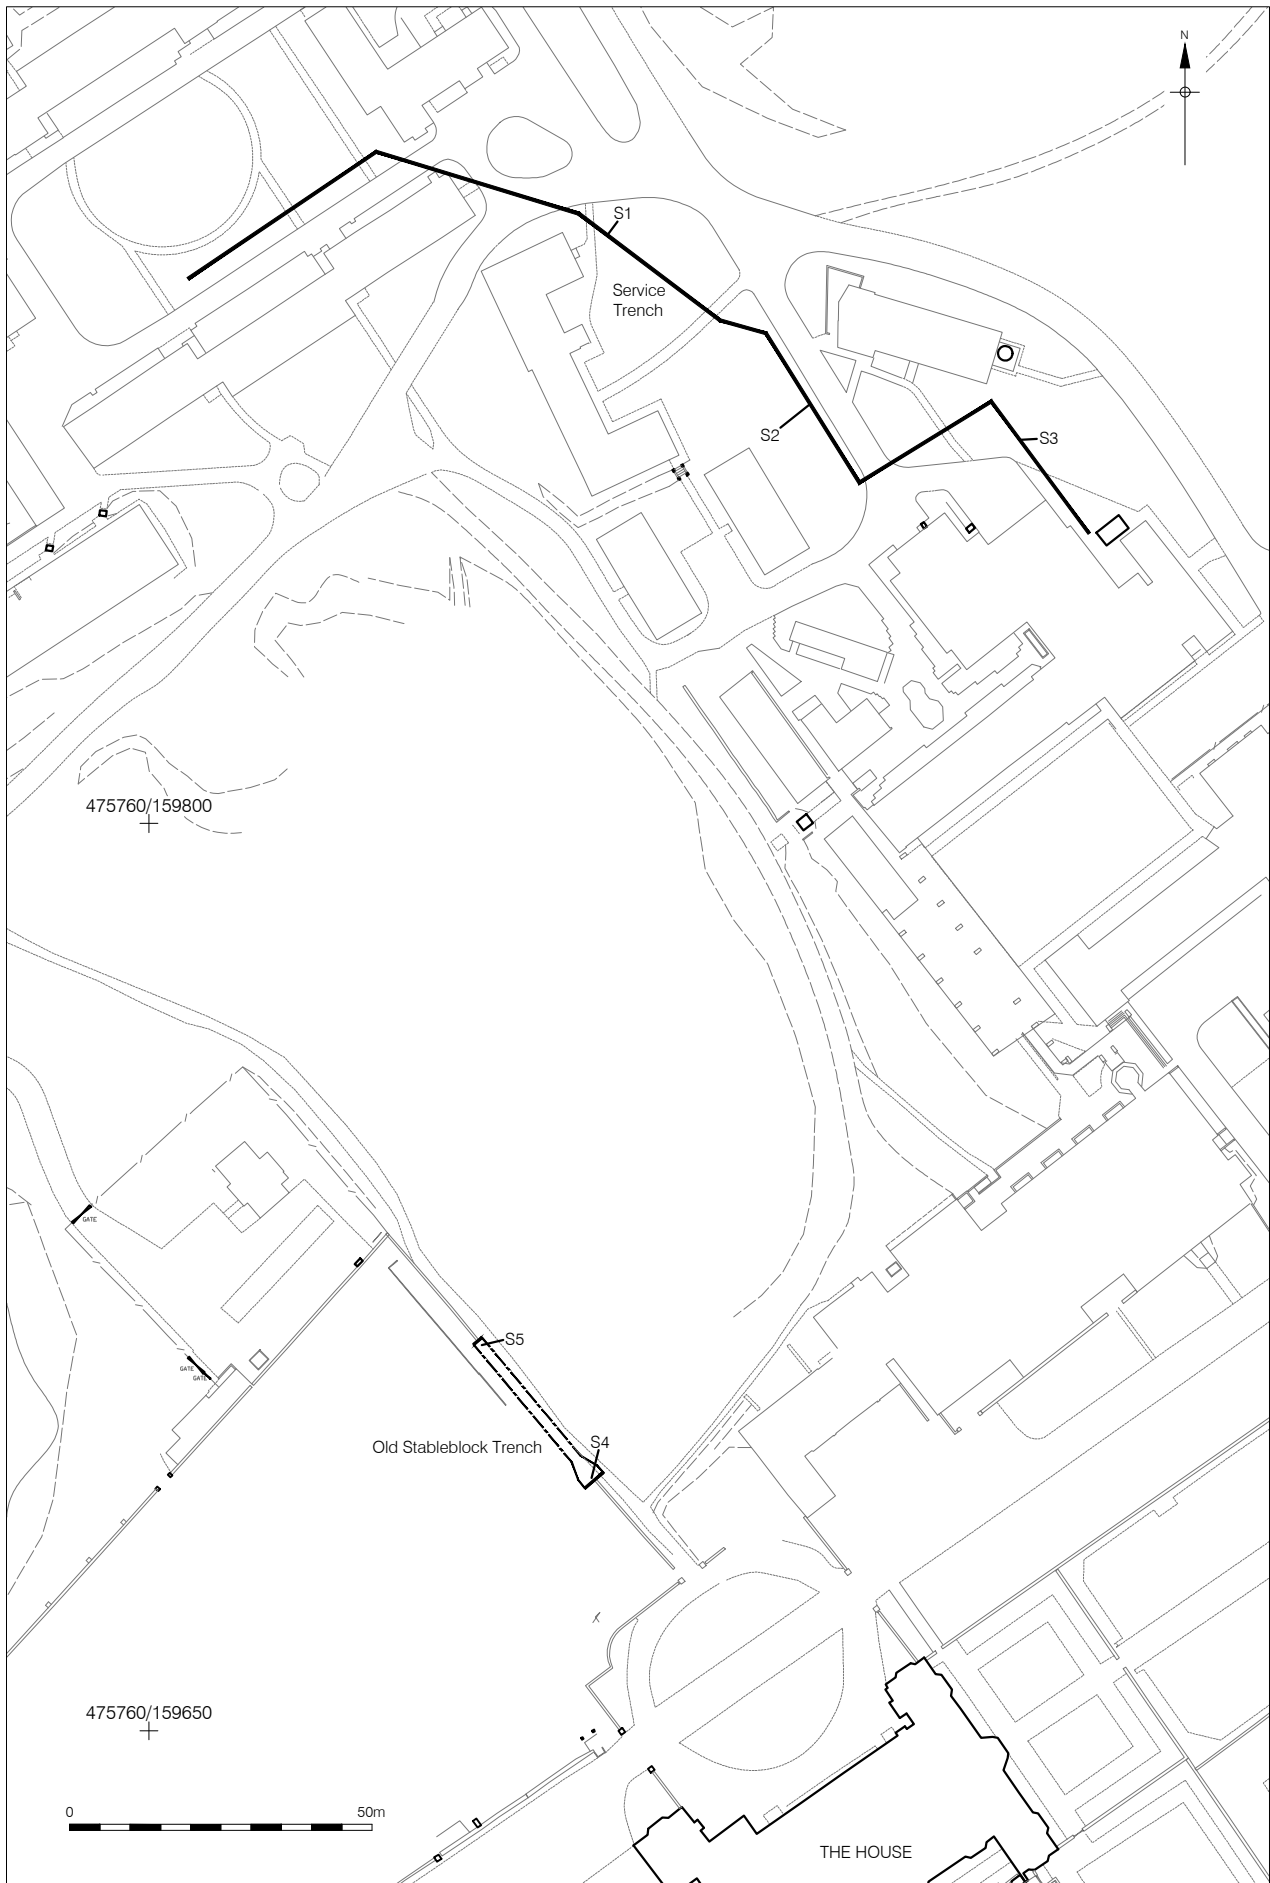 N
S1
Service
Trench
S2
S3
475760/159800
GATE
S5
GATE
GATE
S4
Old Stableblock Trench
475760/159650
0 50m
THE HOUSE